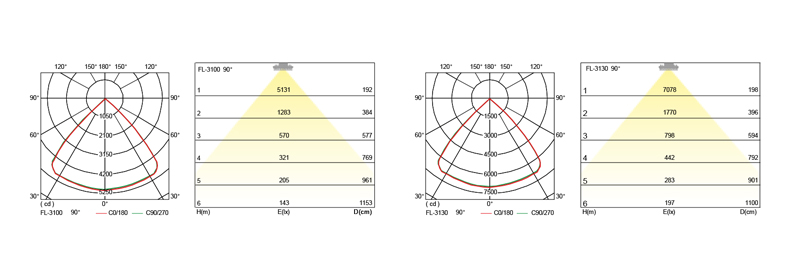 120° 150° 180° 150° 120°
90° 90°
60° 60°
30° 30°
1050
2100
3150
4200
5250
( cd ) 0°
FL-3100 90° C0/180 C90/270
FL-3100 90°
1 5131 192
2 1283 384
3 570 577
4 321 769
5 205 961
6 143 1153
H(m) E(lx) D(cm)
120° 150° 180° 150° 120°
90° 90°
60° 60°
30° 30°
1500
3000
4500
6000
7500
( cd ) 0°
FL-3130 90° C0/180 C90/270
FL-3130 90°
1 7078 198
2 1770 396
3 798 594
4 442 792
5 283 901
6 197 1100
H(m) E(lx) D(cm)